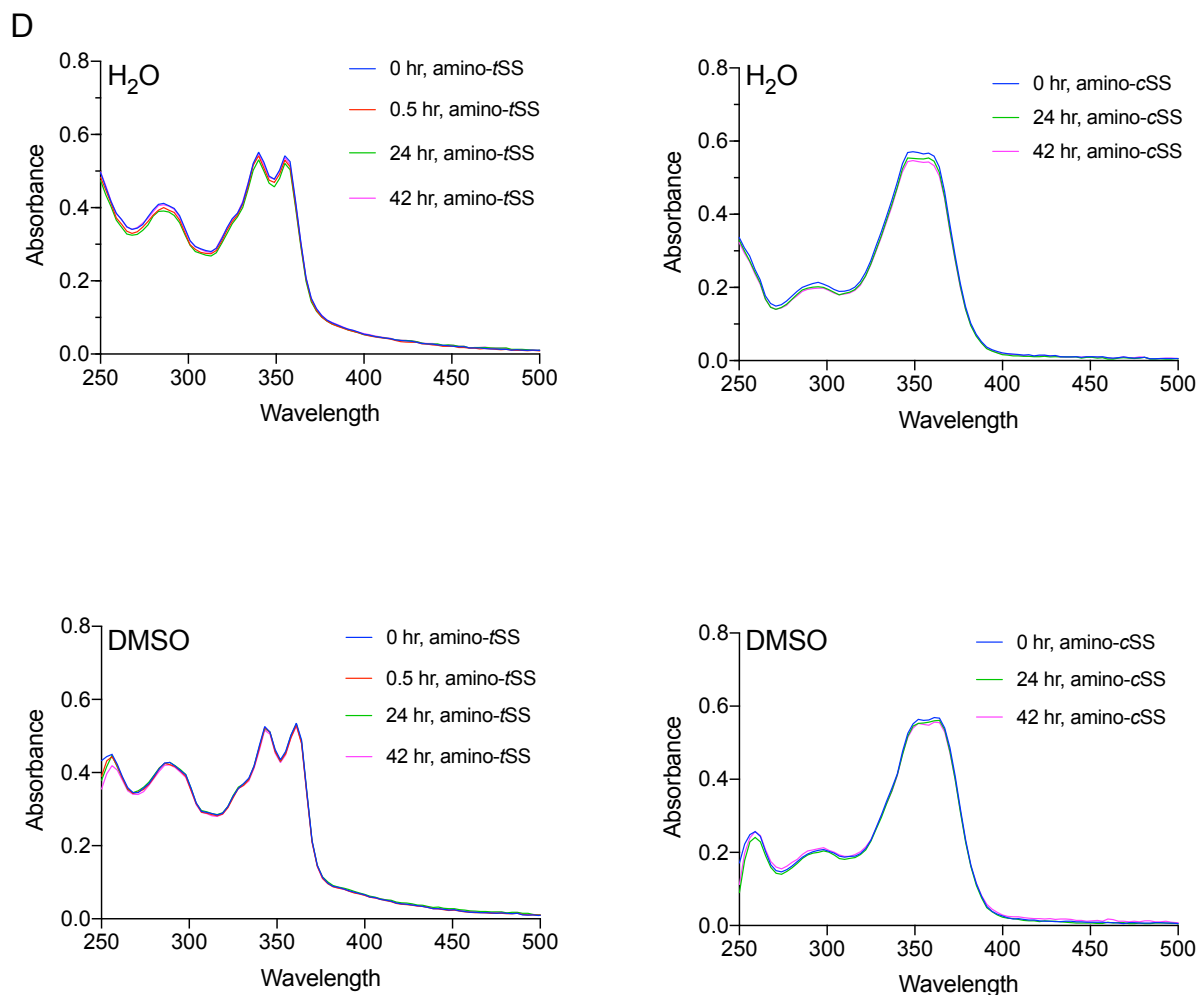 D
H2O
0 hr, amino-tSS
0.5 hr, amino-tSS
24 hr, amino-tSS
42 hr, amino-tSS
Absorbance
0.8
0.6
0.4
0.2
0.0
250 300 350 400 450 500
Wavelength
H2O
0 hr, amino-cSS
24 hr, amino-cSS
42 hr, amino-cSS
Absorbance
0.8
0.6
0.4
0.2
0.0
250 300 350 400 450 500
Wavelength
DMSO
0 hr, amino-tSS
0.5 hr, amino-tSS
24 hr, amino-tSS
42 hr, amino-tSS
Absorbance
0.8
0.6
0.4
0.2
0.0
250 300 350 400 450 500
Wavelength
DMSO
0 hr, amino-cSS
24 hr, amino-cSS
42 hr, amino-cSS
Absorbance
0.8
0.6
0.4
0.2
0.0
250 300 350 400 450 500
Wavelength